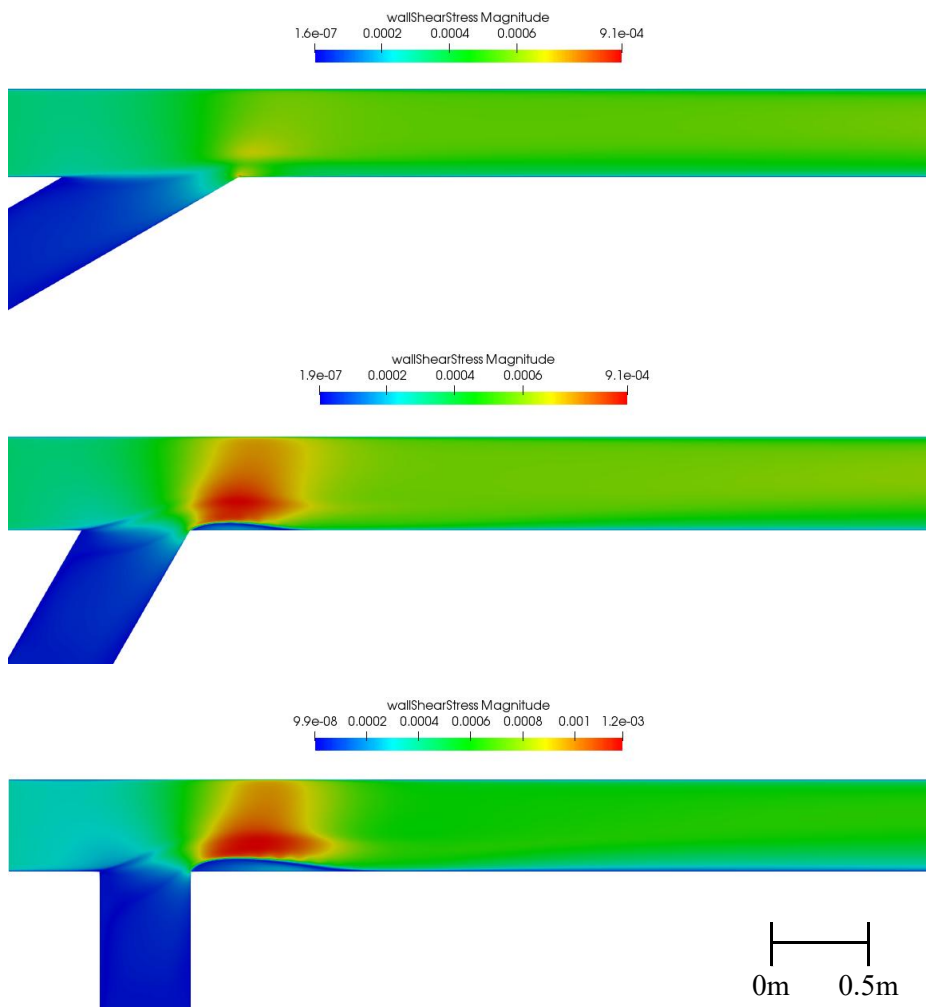 wallShearStress Magnitude
1.6e-07 0.0002 0.0004 0.0006 9.1e-04
wallShearStress Magnitude
1.9e-07 0.0002 0.0004 0.0006 9.1e-04
wallShearStress Magnitude
9.9e-08 0.0002 0.0004 0.0006 0.0008 0.001 1.2e-03
0m 0.5m